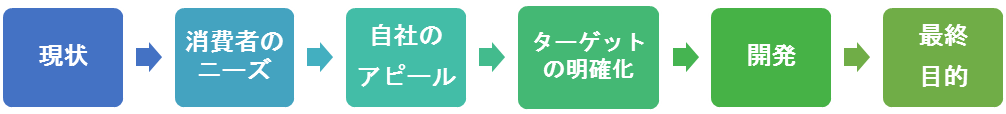 現状
消費者の
ニーズ
自社の
アピール
ターゲット
の明確化
開発
最終
目的